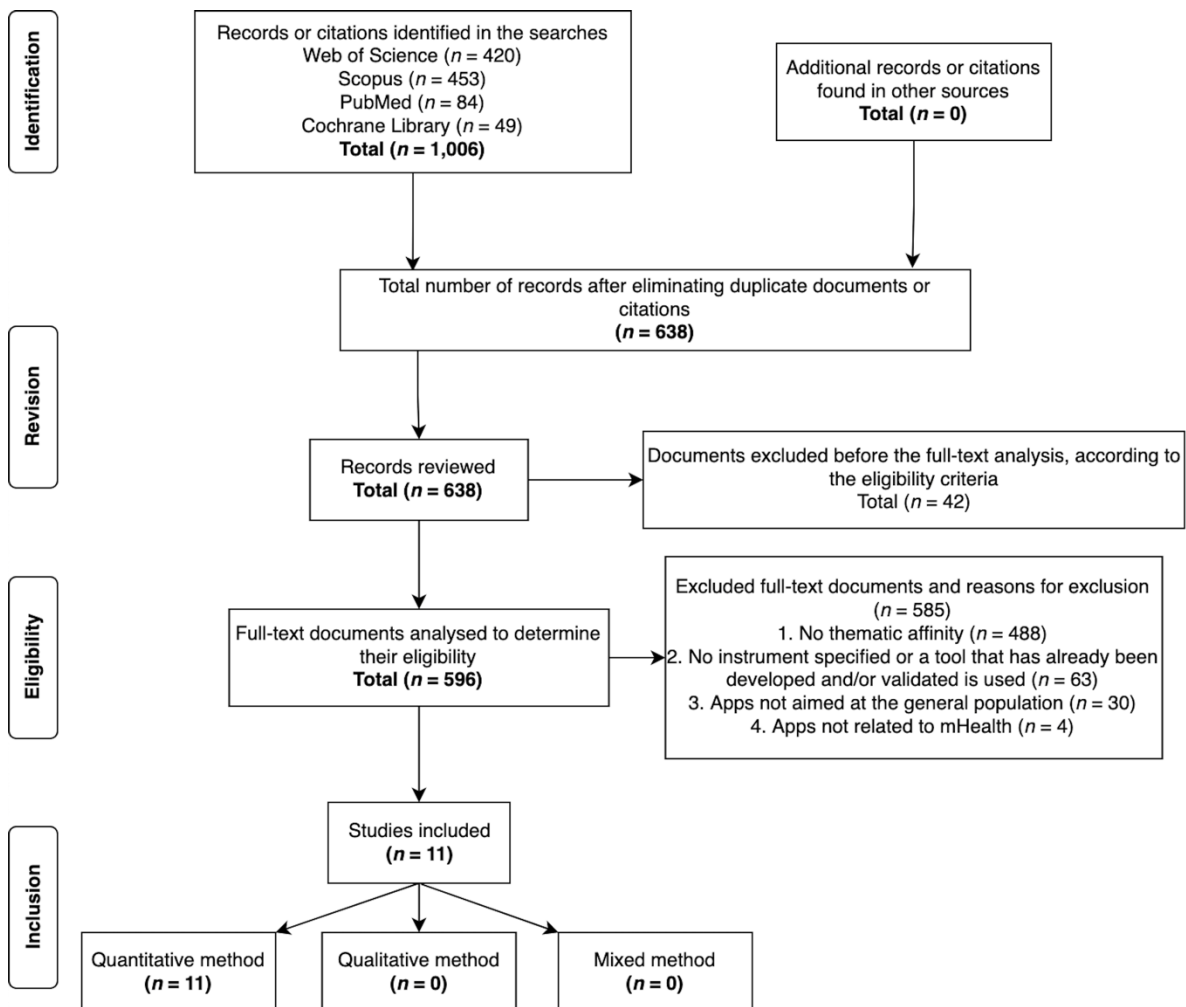 Identification
Records or citations identified in the searches
Web of Science (n = 420)
Scopus (n = 453)
PubMed (n = 84)
Cochrane Library (n = 49)
Total (n = 1,006)
Additional records or citations
found in other sources
Total (n = 0)
Total number of records after eliminating duplicate documents or
citations
(n = 638)
Revision
Records reviewed
Total (n = 638)
Documents excluded before the full-text analysis, according to
the eligibility criteria
Total (n = 42)
Eligibility
Full-text documents analysed to determine
their eligibility
Total (n = 596)
Excluded full-text documents and reasons for exclusion
(n = 585)
1. No thematic affinity (n = 488)
2. No instrument specified or a tool that has already been
developed and/or validated is used (n = 63)
3. Apps not aimed at the general population (n = 30)
4. Apps not related to mHealth (n = 4)
Inclusion
Studies included
(n = 11)
Quantitative method
(n = 11)
Qualitative method
(n = 0)
Mixed method
(n = 0)